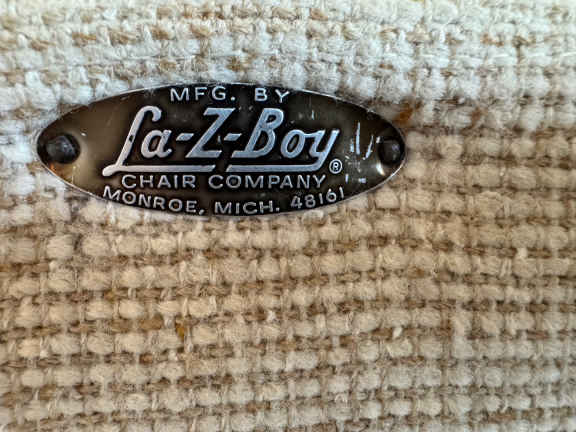 MFG. BY
La-Z-Boy®
CHAIR COMPANY
MONROE, MICH. 48161